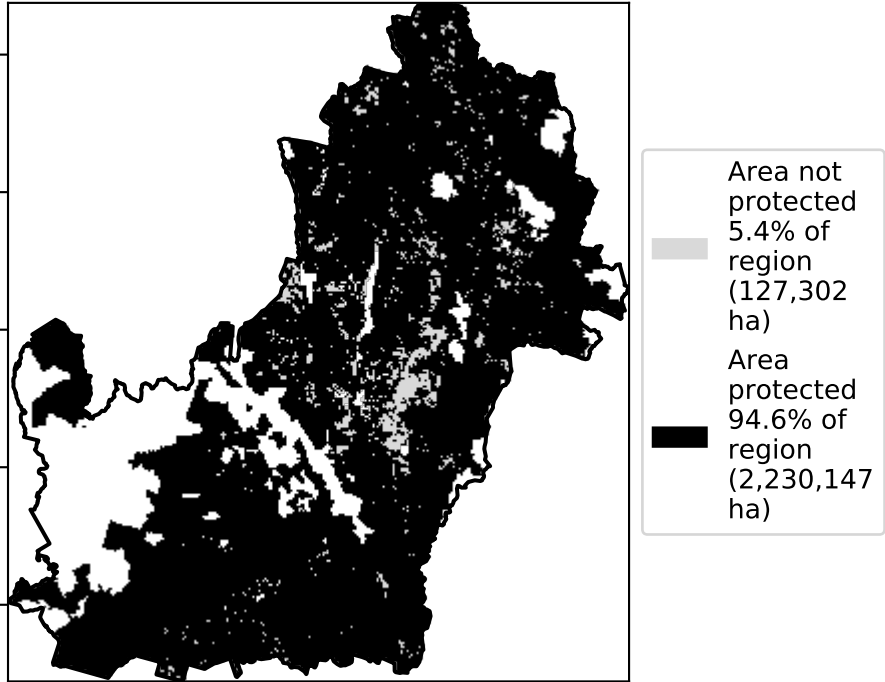 Area not
protected
5.4% of
region
(127,302
ha)
Area
protected
94.6% of
region
(2,230,147
ha)